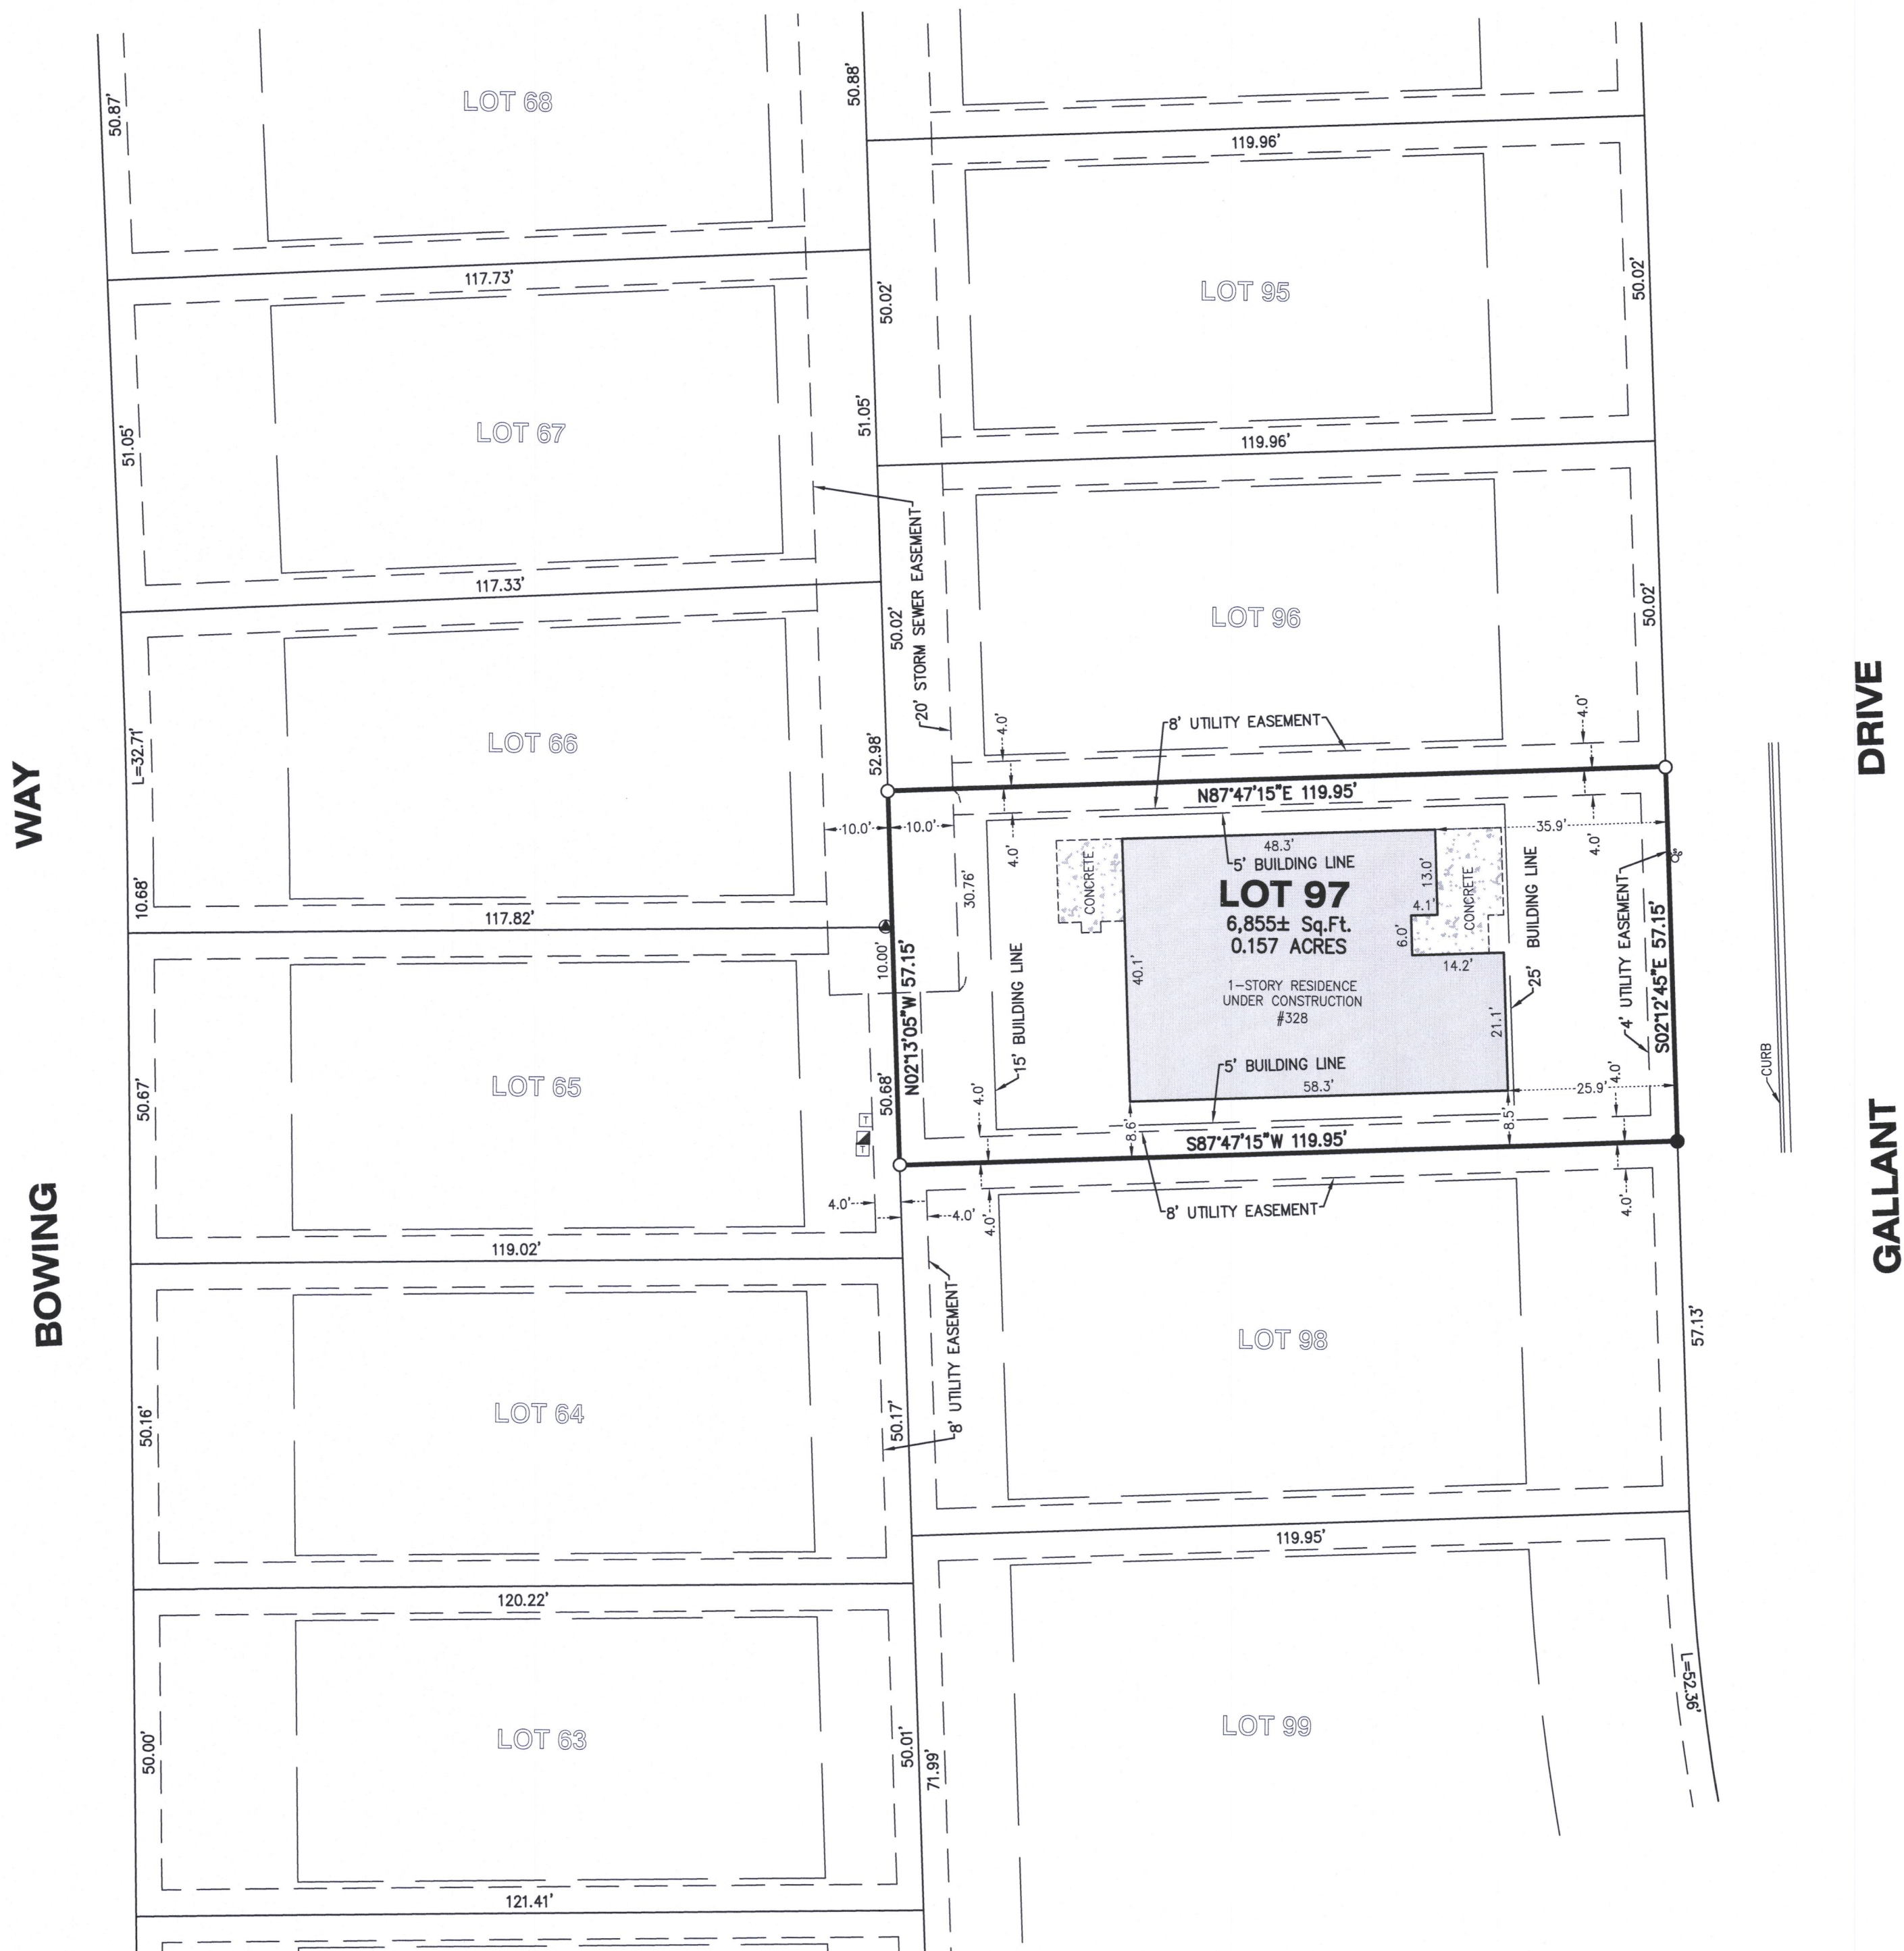 50.87'
LOT 68
50.88'
119.96'
117.73'
50.02'
LOT 95
50.02'
51.05'
LOT 67
51.05'
119.96'
117.33'
20' STORM SEWER EASEMENT
50.02'
LOT 96
50.02'
WAY
L=32.71'
LOT 66
52.98'
4.0'
8' UTILITY EASEMENT
4.0'
DRIVE
N87°47'15"E 119.95'
10.0'
10.0'
4.0'
35.9'
4.0'
10.68'
117.82'
30.76'
CONCRETE
48.3'
5' BUILDING LINE
LOT 97
6,855± Sq.Ft.
0.157 ACRES
13.0'
4.1'
6.0'
CONCRETE
14.2'
25' BUILDING LINE
4' UTILITY EASEMENT
S02°12'45"E 57.15'
10.00'
N02°13'05"W 57.15'
15' BUILDING LINE
40.1'
1-STORY RESIDENCE
UNDER CONSTRUCTION
#328
21.1'
50.67'
LOT 65
50.68'
T
T
5' BUILDING LINE
58.3'
4.0'
25.9'
4.0'
CURB
8.6'
S87°47'15"W 119.95'
8.5'
BOWING
4.0'
4.0'
4.0'
8' UTILITY EASEMENT
4.0'
GALLANT
119.02'
8' UTILITY EASEMENT
LOT 98
57.13'
50.16'
LOT 64
50.17'
119.95'
120.22'
50.00'
LOT 63
50.01'
71.99'
LOT 99
L=52.36'
121.41'